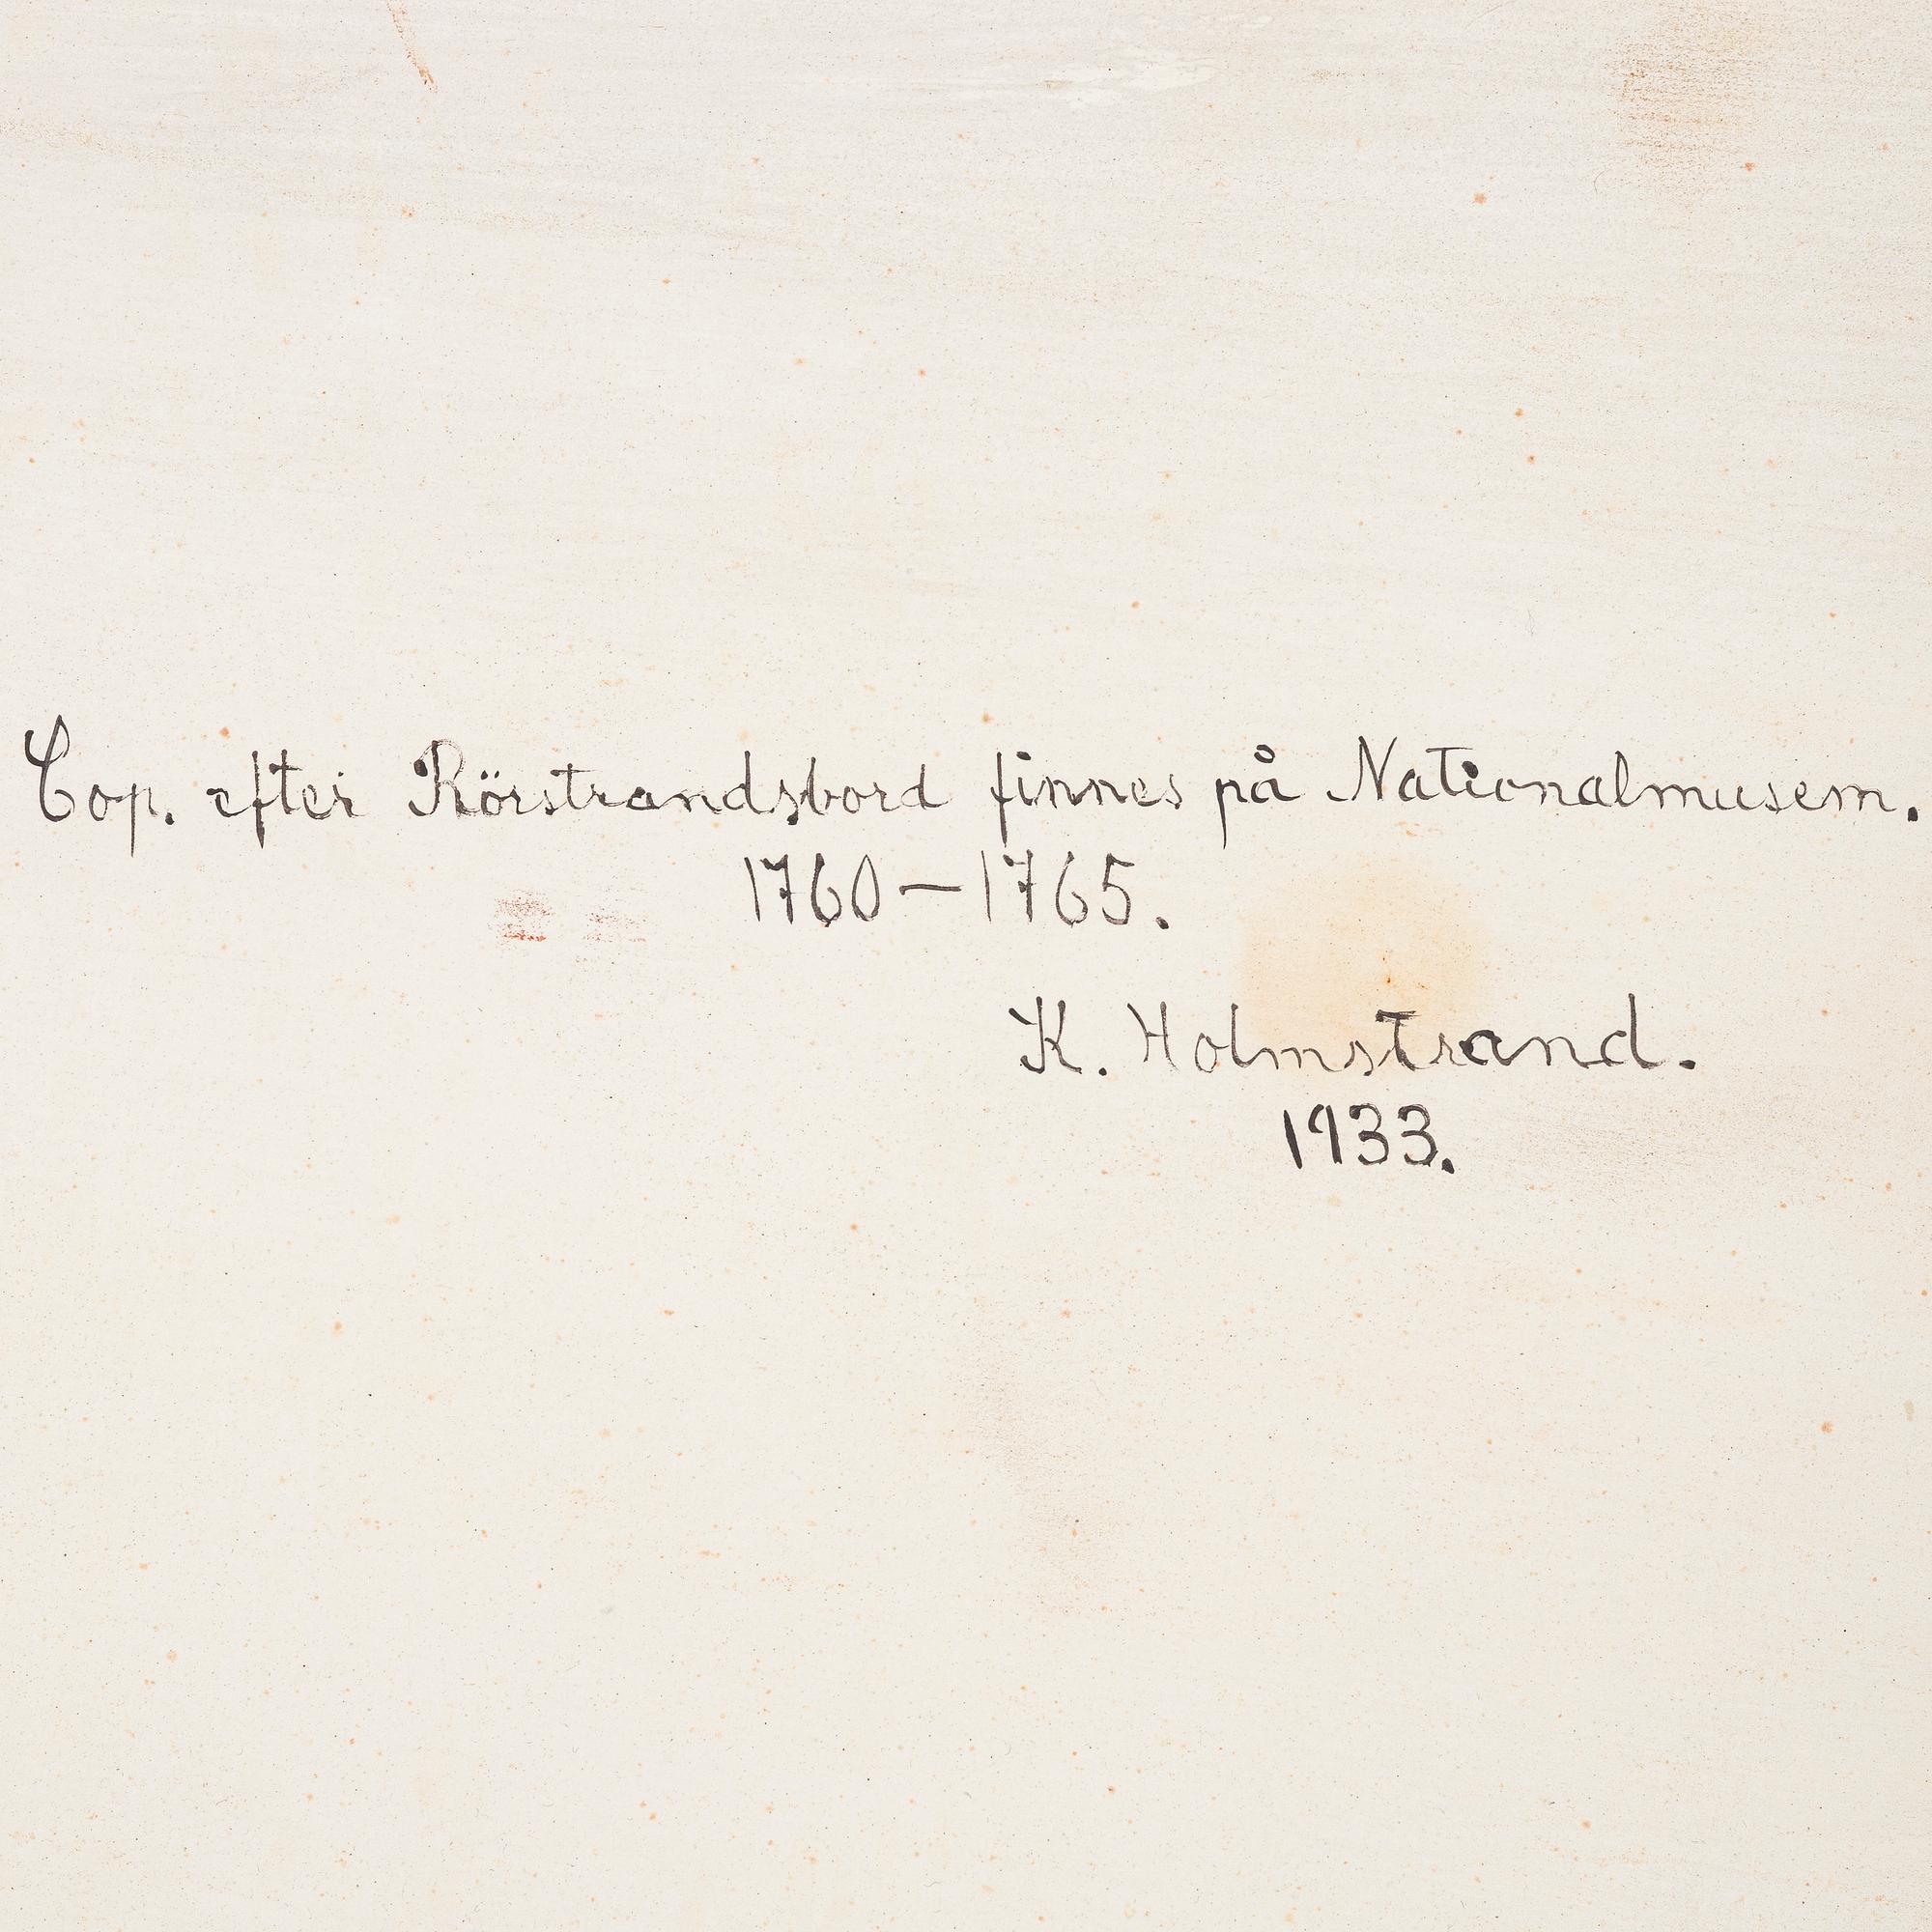 Cop. efter Rörstrandsbord finnes på Nationalmusem.
1760–1765.
K. Holmstrand.
1933.